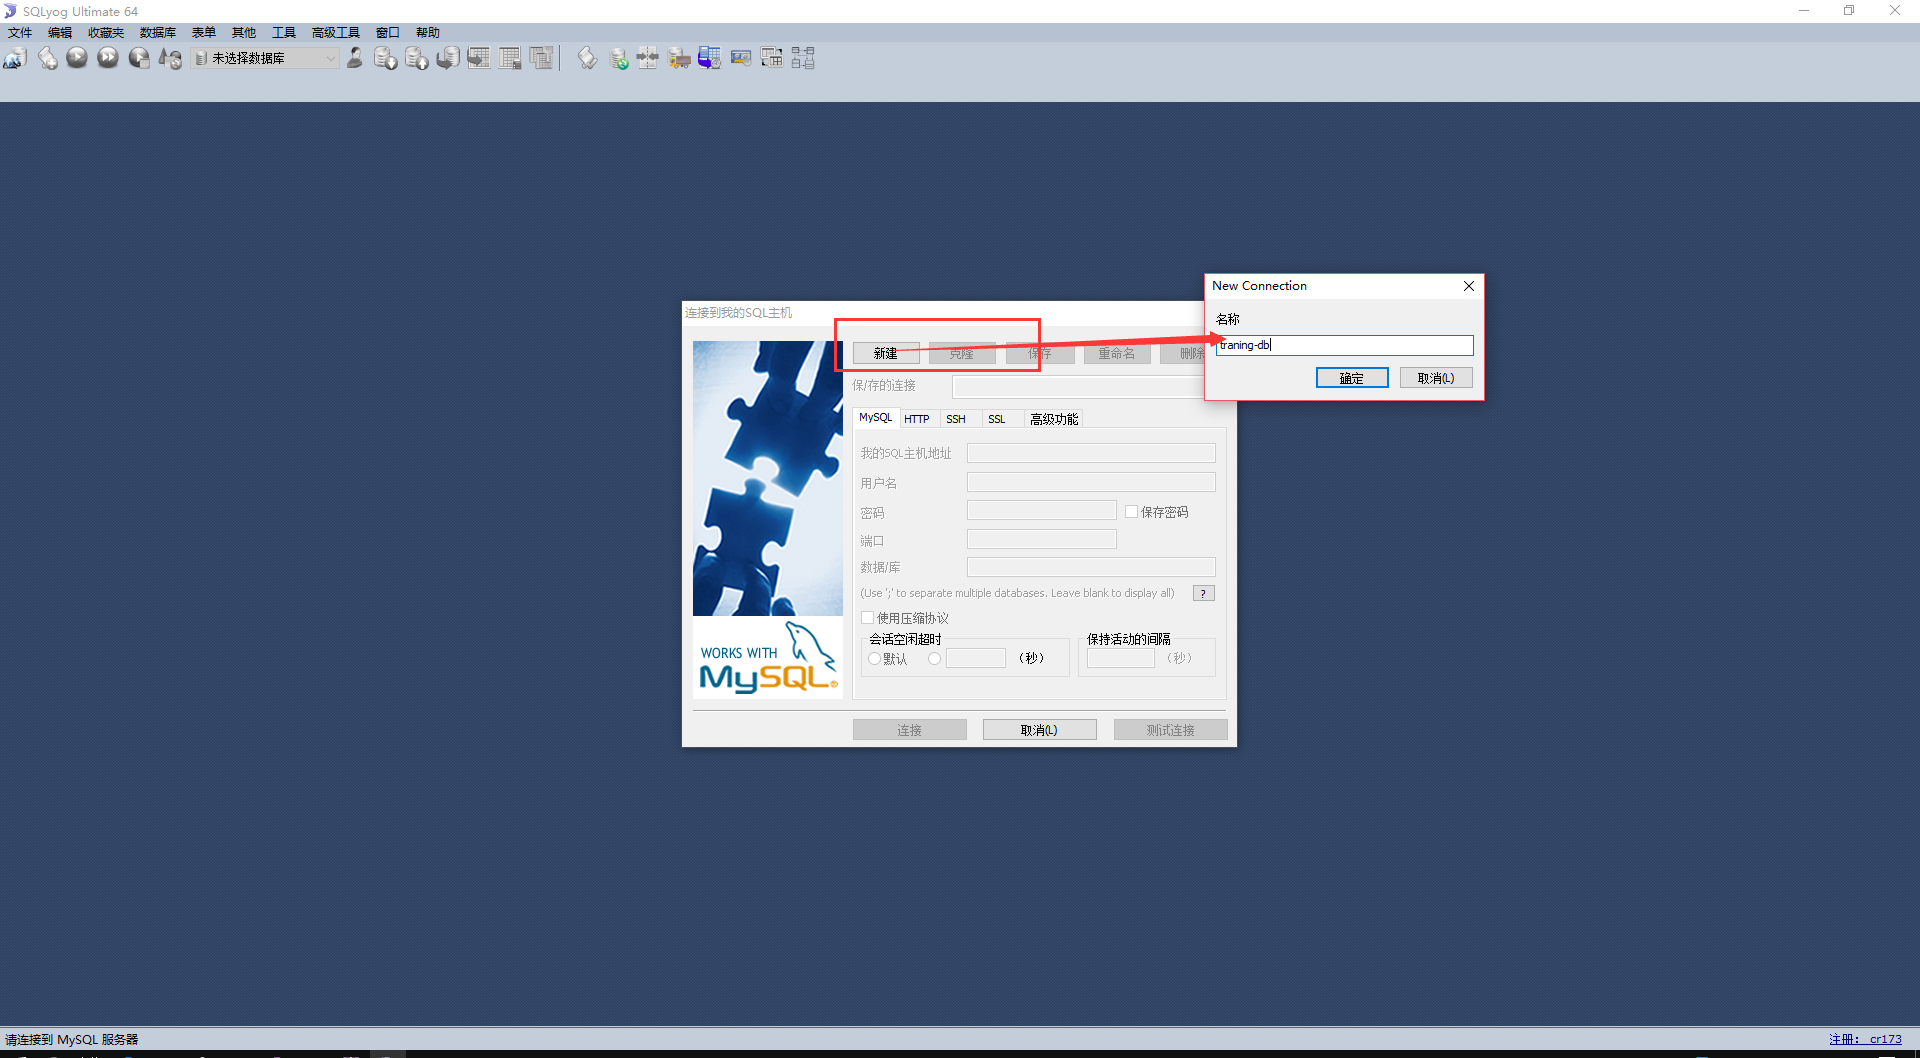 SQLyog Ultimate 64
文件 编辑 收藏夹 数据库 表单 其他 工具 高级工具 窗口 帮助
未选择数据库
New Connection
名称
traning-db
确定 取消(L)
连接到我的SQL主机
新建 克隆 保存 重命名 删除
保/存的连接
MySQL HTTP SSH SSL 高级功能
我的SQL主机地址
用户名
密码 保存密码
端口
数据/库
(Use ';' to separate multiple databases. Leave blank to display all) ?
使用压缩协议
会话空闲超时 保持活动的间隔
默认 （秒） （秒）
WORKS WITH
MySQL®
连接 取消(L) 测试连接
请连接到 MySQL 服务器 注册： cr173